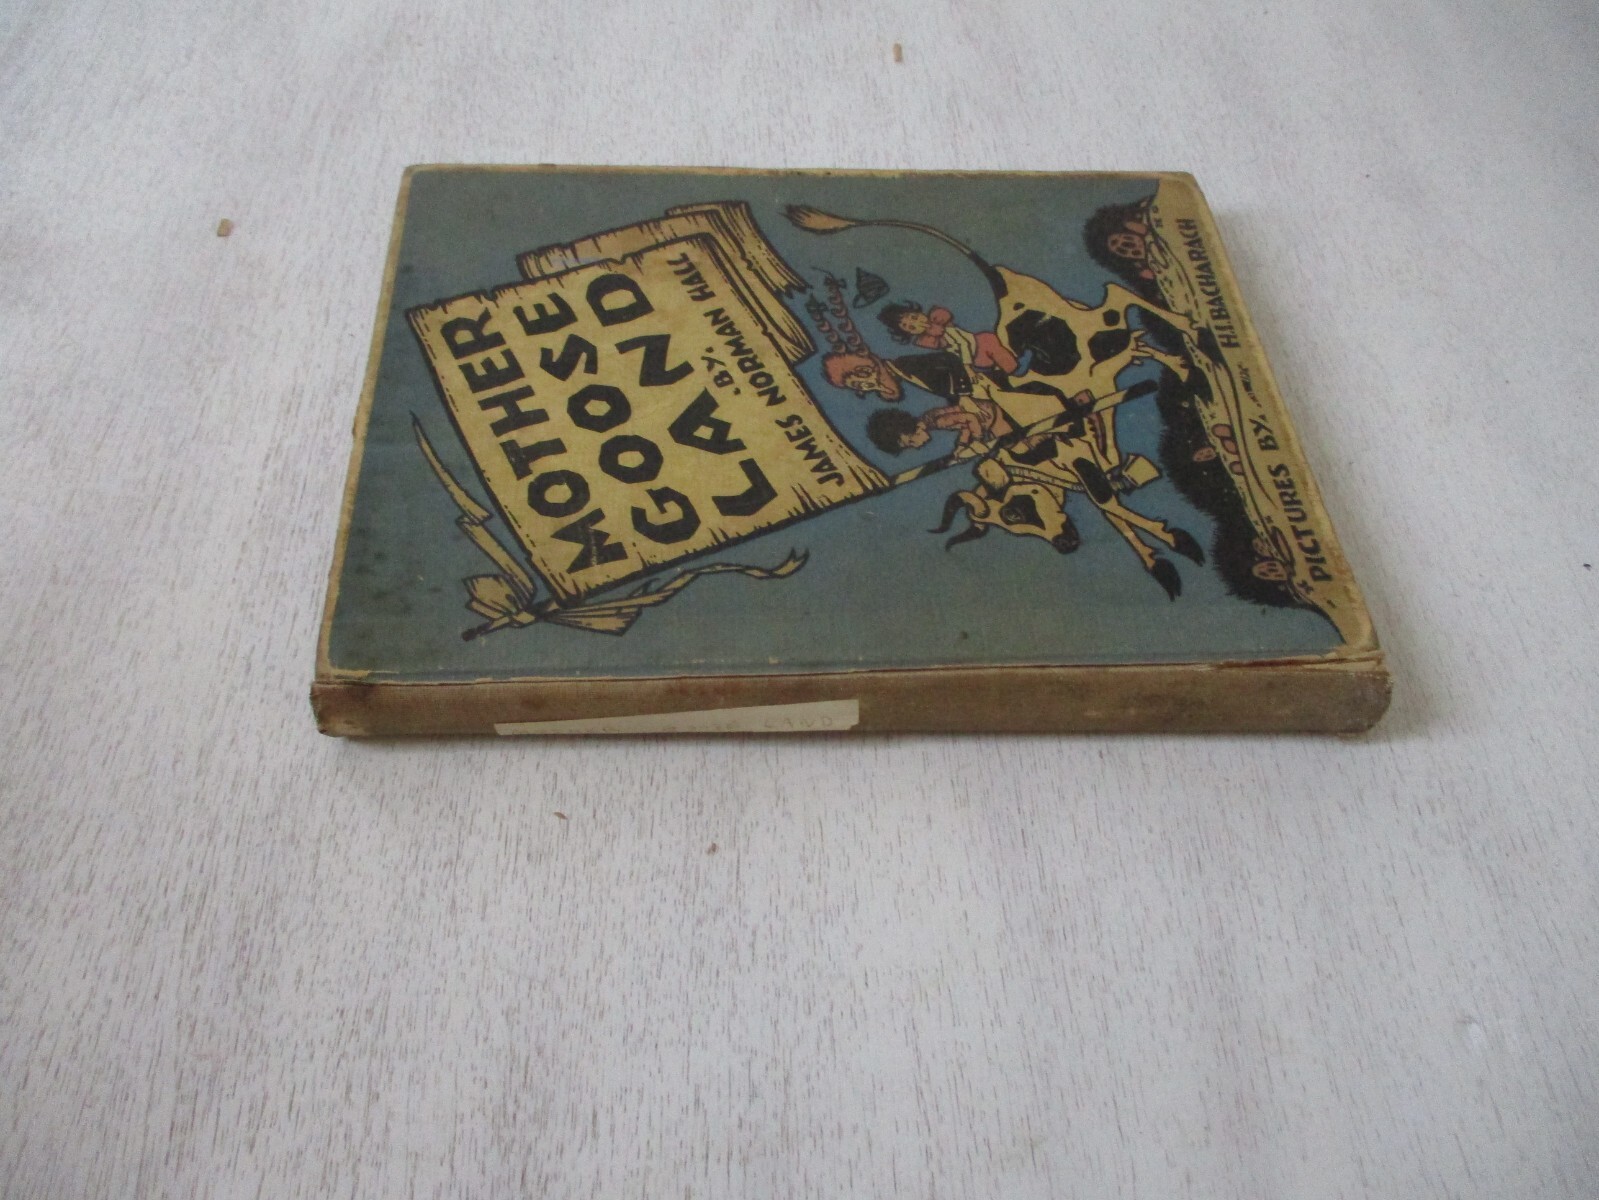 MOTHER
GOOSE
LAND
BY.
JAMES NORMAN HALL
PICTURES BY.
H.I.BACHARACH
LAND